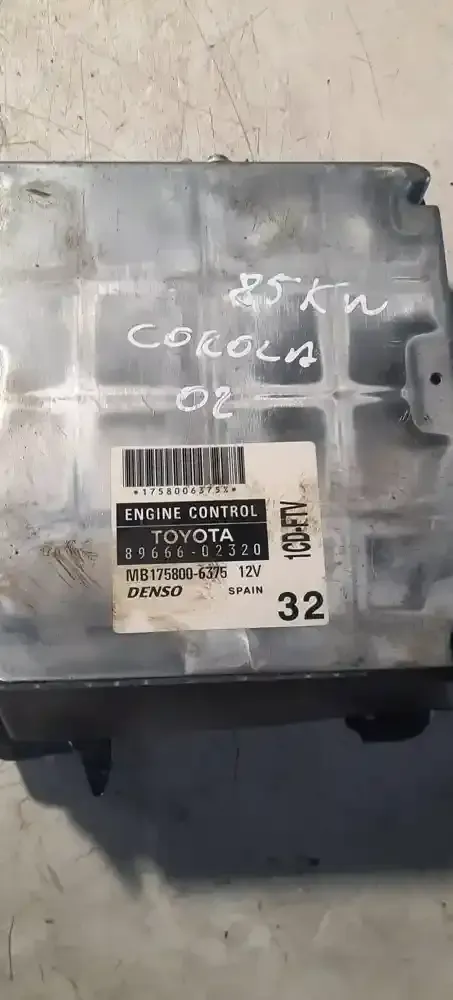 85KW
COROLA
02
*1758006375%*
ENGINE CONTROL
TOYOTA
89666-02320
MB175800-6375 12V
DENSO SPAIN
32
1CD-FTV